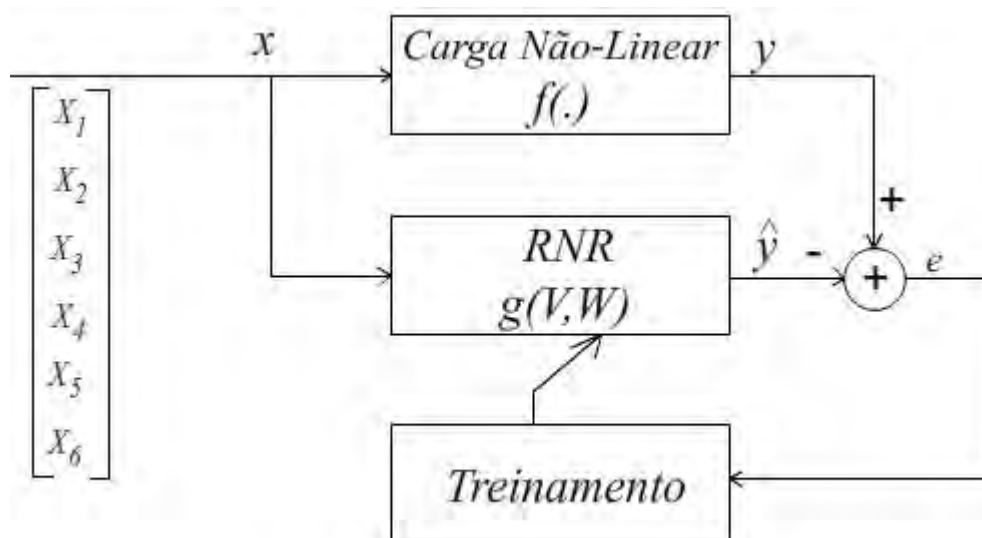 x
Carga Não-Linear
f(.)
y
X1
X2
X3
X4
X5
X6
+
RNR
g(V,W)
ŷ
-
+
e
Treinamento